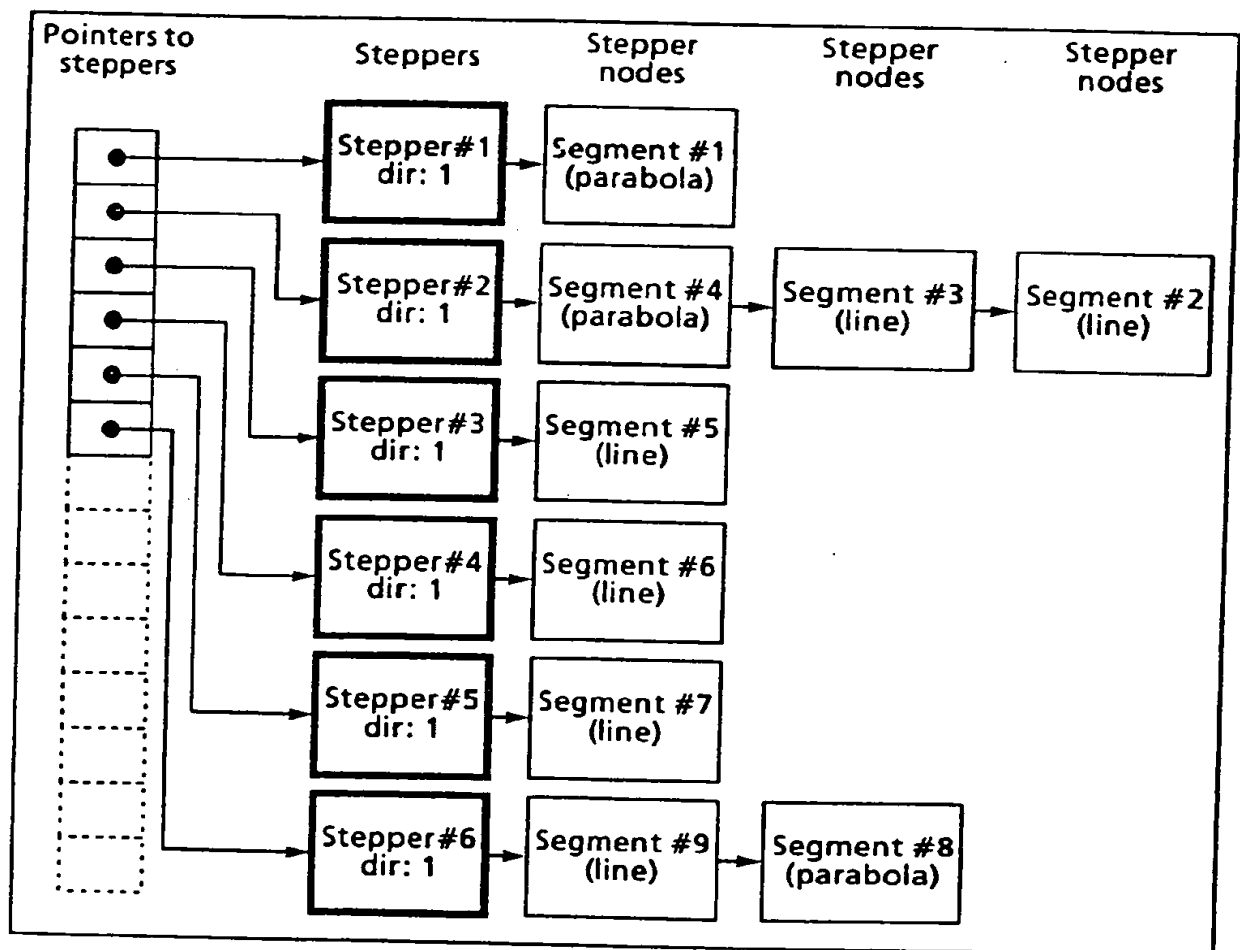 Pointers to
steppers
Steppers
Stepper
nodes
Stepper
nodes
Stepper
nodes
Stepper#1
dir: 1
Segment #1
(parabola)
Stepper#2
dir: 1
Segment #4
(parabola)
Segment #3
(line)
Segment #2
(line)
Stepper#3
dir: 1
Segment #5
(line)
Stepper#4
dir: 1
Segment #6
(line)
Stepper#5
dir: 1
Segment #7
(line)
Stepper#6
dir: 1
Segment #9
(line)
Segment #8
(parabola)